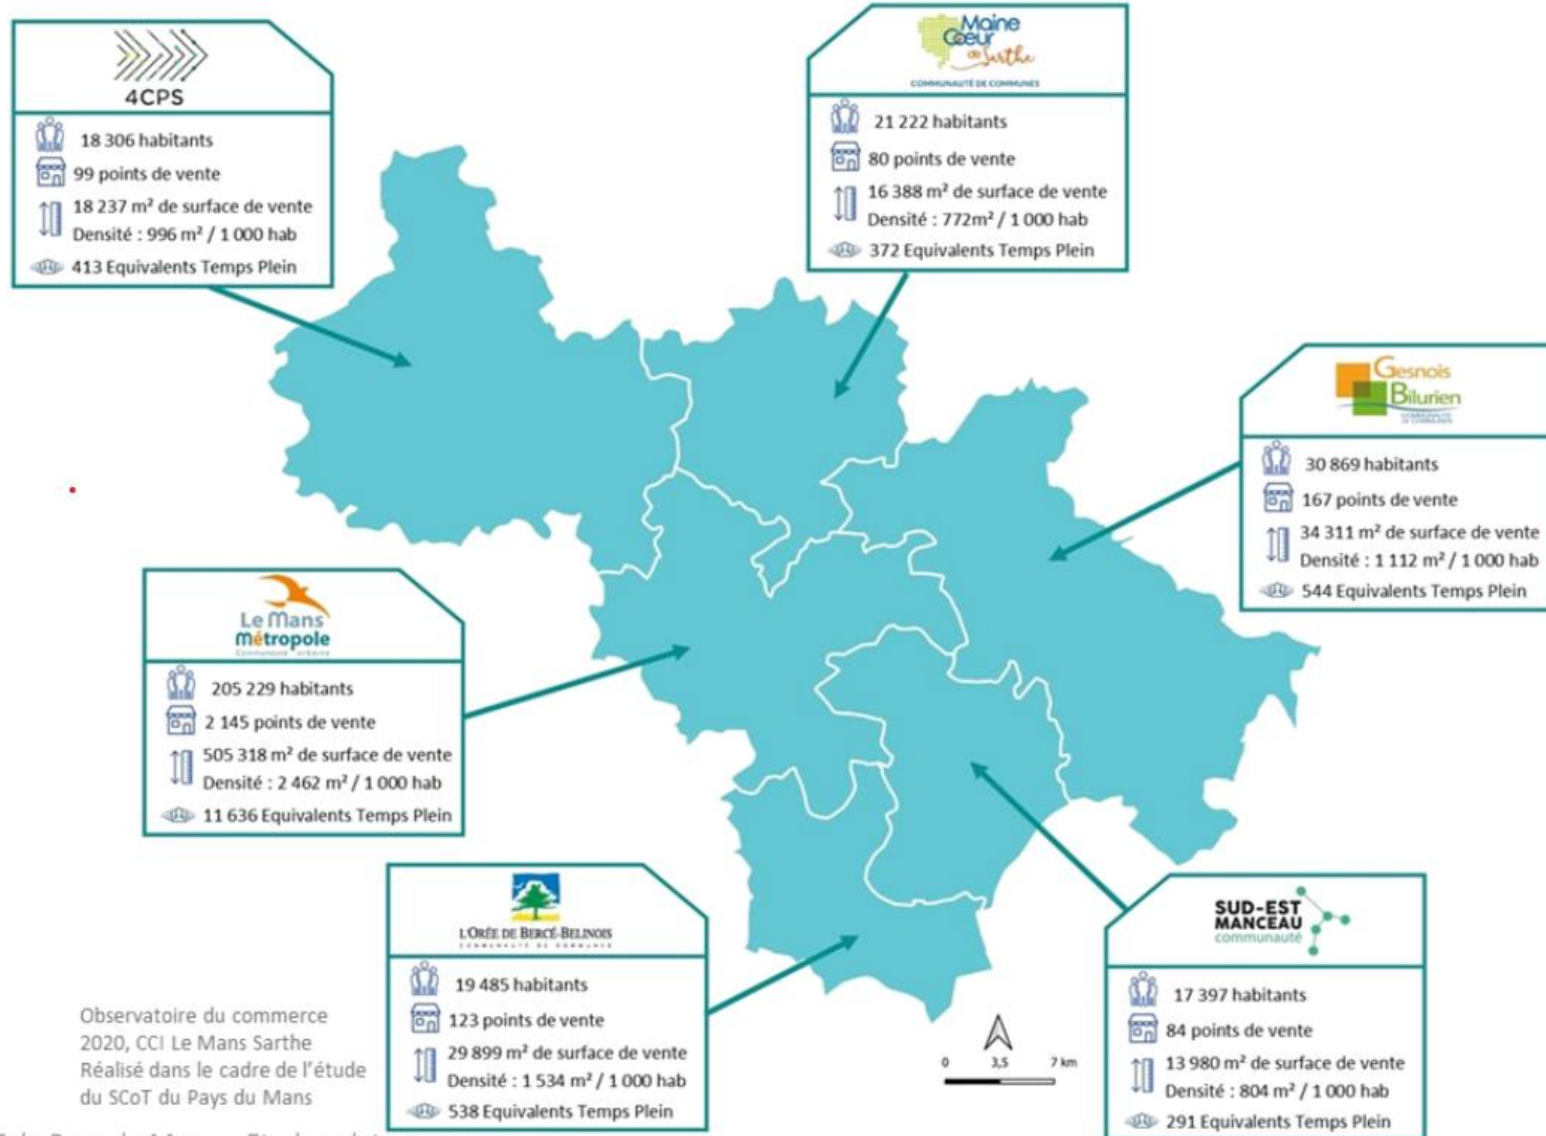 4CPS
18 306 habitants
99 points de vente
18 237 m² de surface de vente
Densité : 996 m² / 1 000 hab
413 Equivalents Temps Plein
Maine
Cœur
de Sarthe
COMMUNAUTÉ DE COMMUNES
21 222 habitants
80 points de vente
16 388 m² de surface de vente
Densité : 772m² / 1 000 hab
372 Equivalents Temps Plein
Gesnois
Bilurien
COMMUNAUTÉ
DE COMMUNES
30 869 habitants
167 points de vente
34 311 m² de surface de vente
Densité : 1 112 m² / 1 000 hab
544 Equivalents Temps Plein
Le Mans
Métropole
Communauté urbaine
205 229 habitants
2 145 points de vente
505 318 m² de surface de vente
Densité : 2 462 m² / 1 000 hab
11 636 Equivalents Temps Plein
L'ORÉE DE BERCÉ-BELINOIS
COMMUNAUTÉ DE COMMUNES
19 485 habitants
123 points de vente
29 899 m² de surface de vente
Densité : 1 534 m² / 1 000 hab
538 Equivalents Temps Plein
SUD-EST
MANCEAU
communauté
17 397 habitants
84 points de vente
13 980 m² de surface de vente
Densité : 804 m² / 1 000 hab
291 Equivalents Temps Plein
0 3,5 7 km
Observatoire du commerce
2020, CCI Le Mans Sarthe
Réalisé dans le cadre de l'étude
du SCoT du Pays du Mans